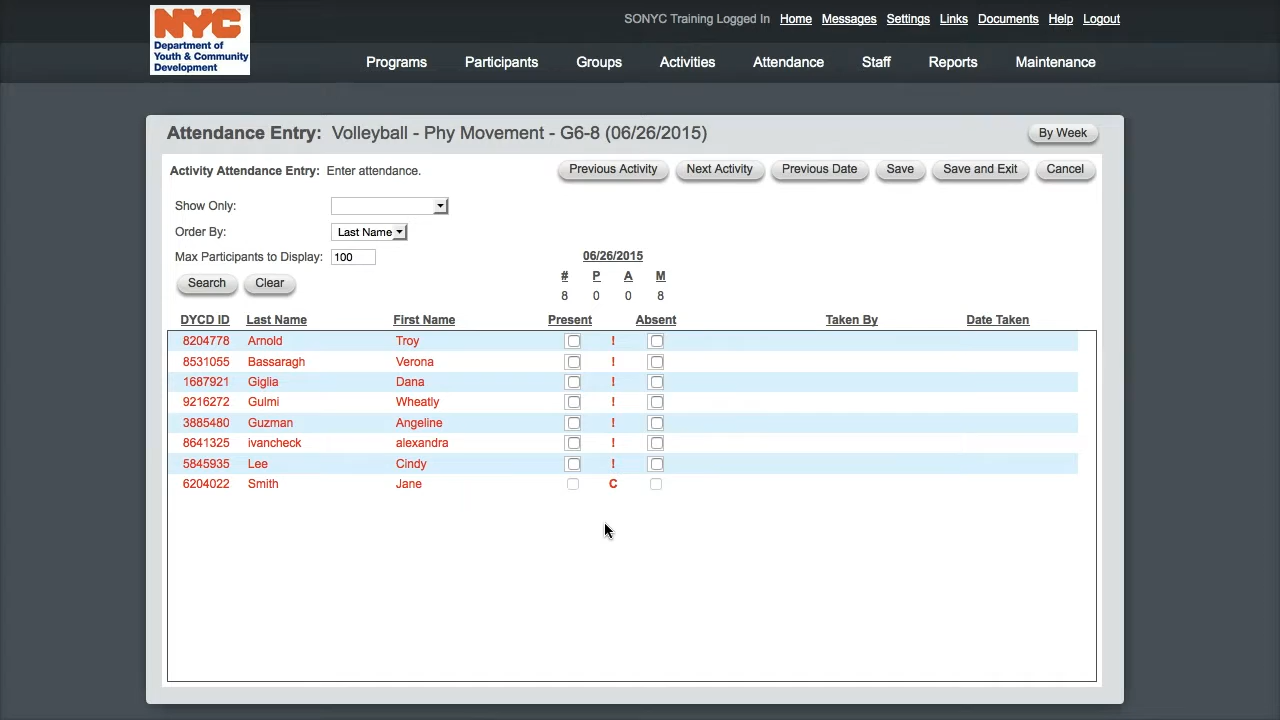 NYC
Department of
Youth & Community
Development
SONYC Training Logged In Home Messages Settings Links Documents Help Logout
Programs Participants Groups Activities Attendance Staff Reports Maintenance
Attendance Entry: Volleyball - Phy Movement - G6-8 (06/26/2015) By Week
Activity Attendance Entry: Enter attendance. Previous Activity Next Activity Previous Date Save Save and Exit Cancel
Show Only:
Order By: Last Name
Max Participants to Display: 100 06/26/2015
# P A M
Search Clear
8 0 0 8
DYCD ID Last Name First Name Present Absent Taken By Date Taken
8204778 Arnold Troy !
8531055 Bassaragh Verona !
1687921 Giglia Dana !
9216272 Gulmi Wheatly !
3885480 Guzman Angeline !
8641325 ivancheck alexandra !
5845935 Lee Cindy !
6204022 Smith Jane C